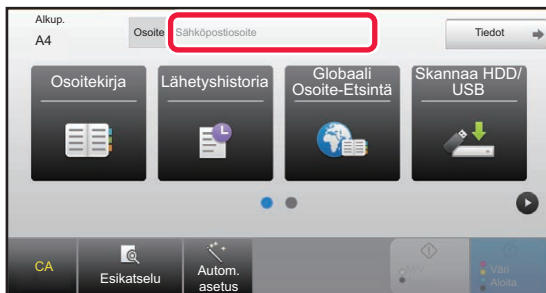 Alkup.
A4
Osoite
Sähköpostiosoite
Tiedot
Osoitekirja
Lähetyshistoria
Globaali
Osoite-Etsintä
Skannaa HDD/
USB
CA
Esikatselu
Autom.
asetus
Väri
Aloita